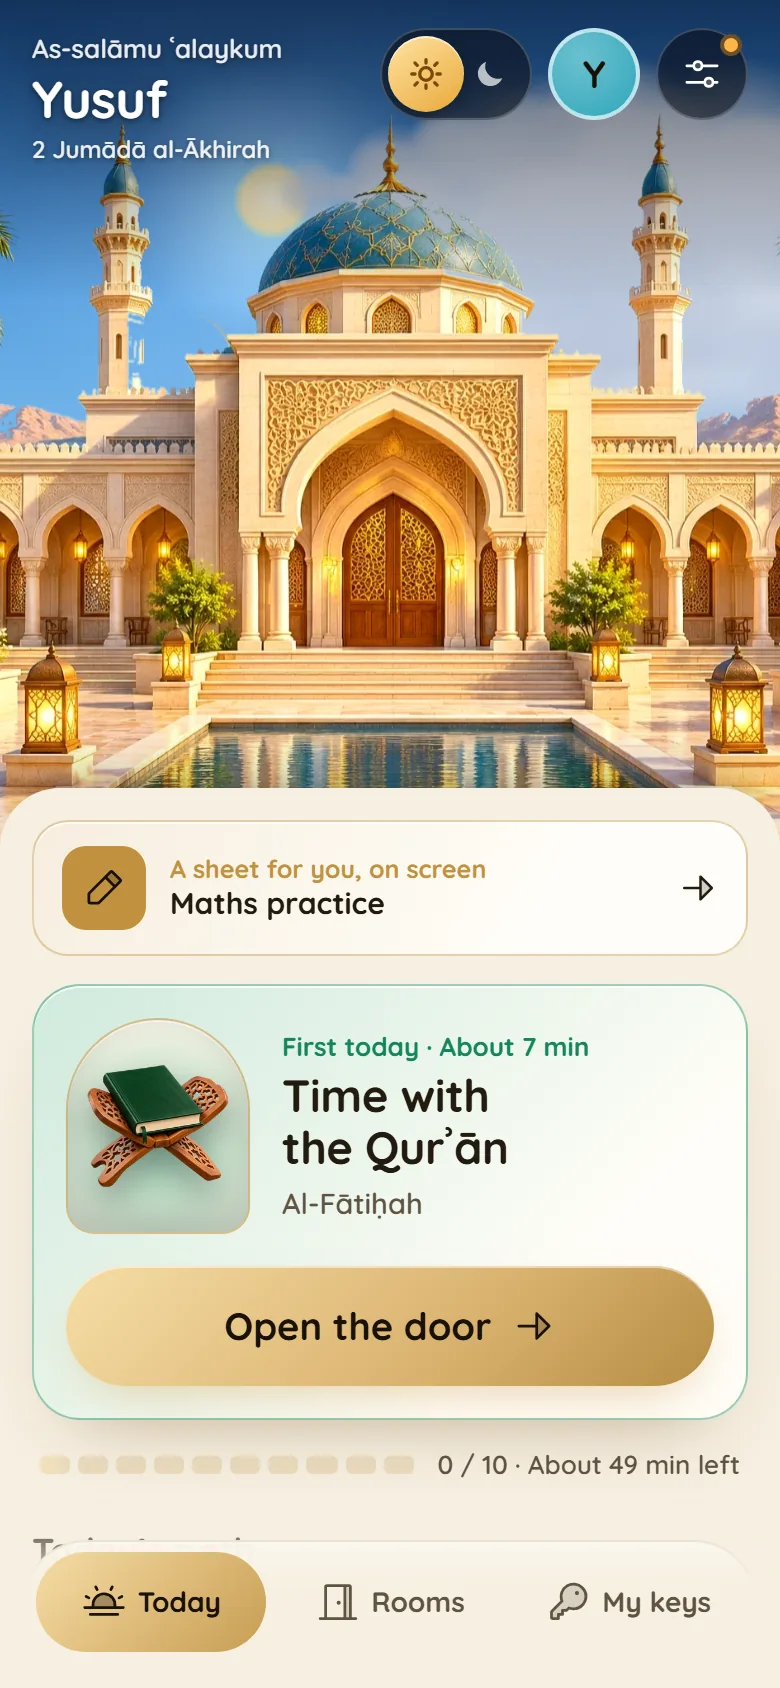 As-salāmu ʿalaykum
Yusuf
2 Jumādā al-Ākhirah
Y
A sheet for you, on screen
Maths practice
First today · About 7 min
Time with
the Qurʾān
Al-Fātiḥah
Open the door
0 / 10 · About 49 min left
Today
Rooms
My keys